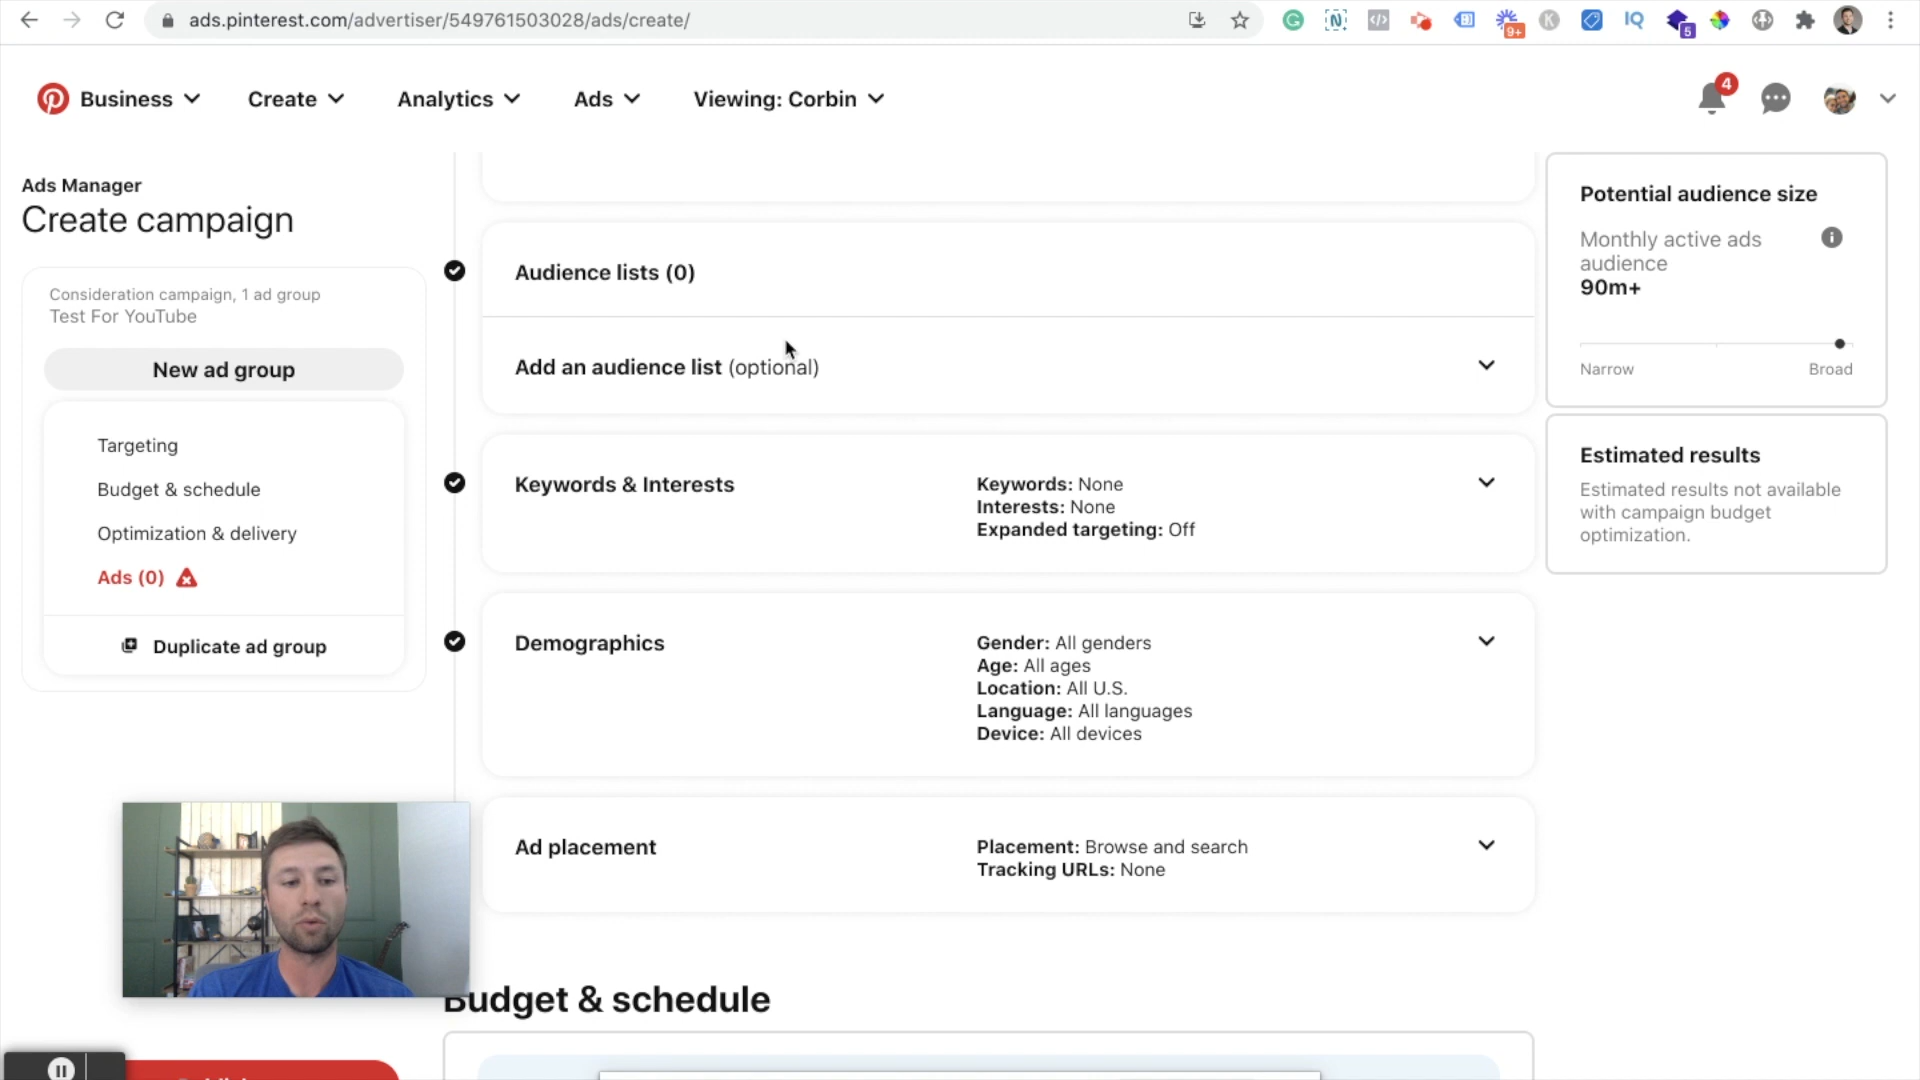 ads.pinterest.com/advertiser/549761503028/ads/create/
9+
IQ
5
Business
Create
Analytics
Ads
Viewing: Corbin
4
Ads Manager
Create campaign
Consideration campaign, 1 ad group
Test For YouTube
New ad group
Targeting
Budget & schedule
Optimization & delivery
Ads (0)
Duplicate ad group
Audience lists (0)
Add an audience list (optional)
Keywords & Interests
Keywords: None
Interests: None
Expanded targeting: Off
Demographics
Gender: All genders
Age: All ages
Location: All U.S.
Language: All languages
Device: All devices
Ad placement
Placement: Browse and search
Tracking URLs: None
Budget & schedule
Potential audience size
Monthly active ads
audience
90m+
Narrow
Broad
Estimated results
Estimated results not available
with campaign budget
optimization.